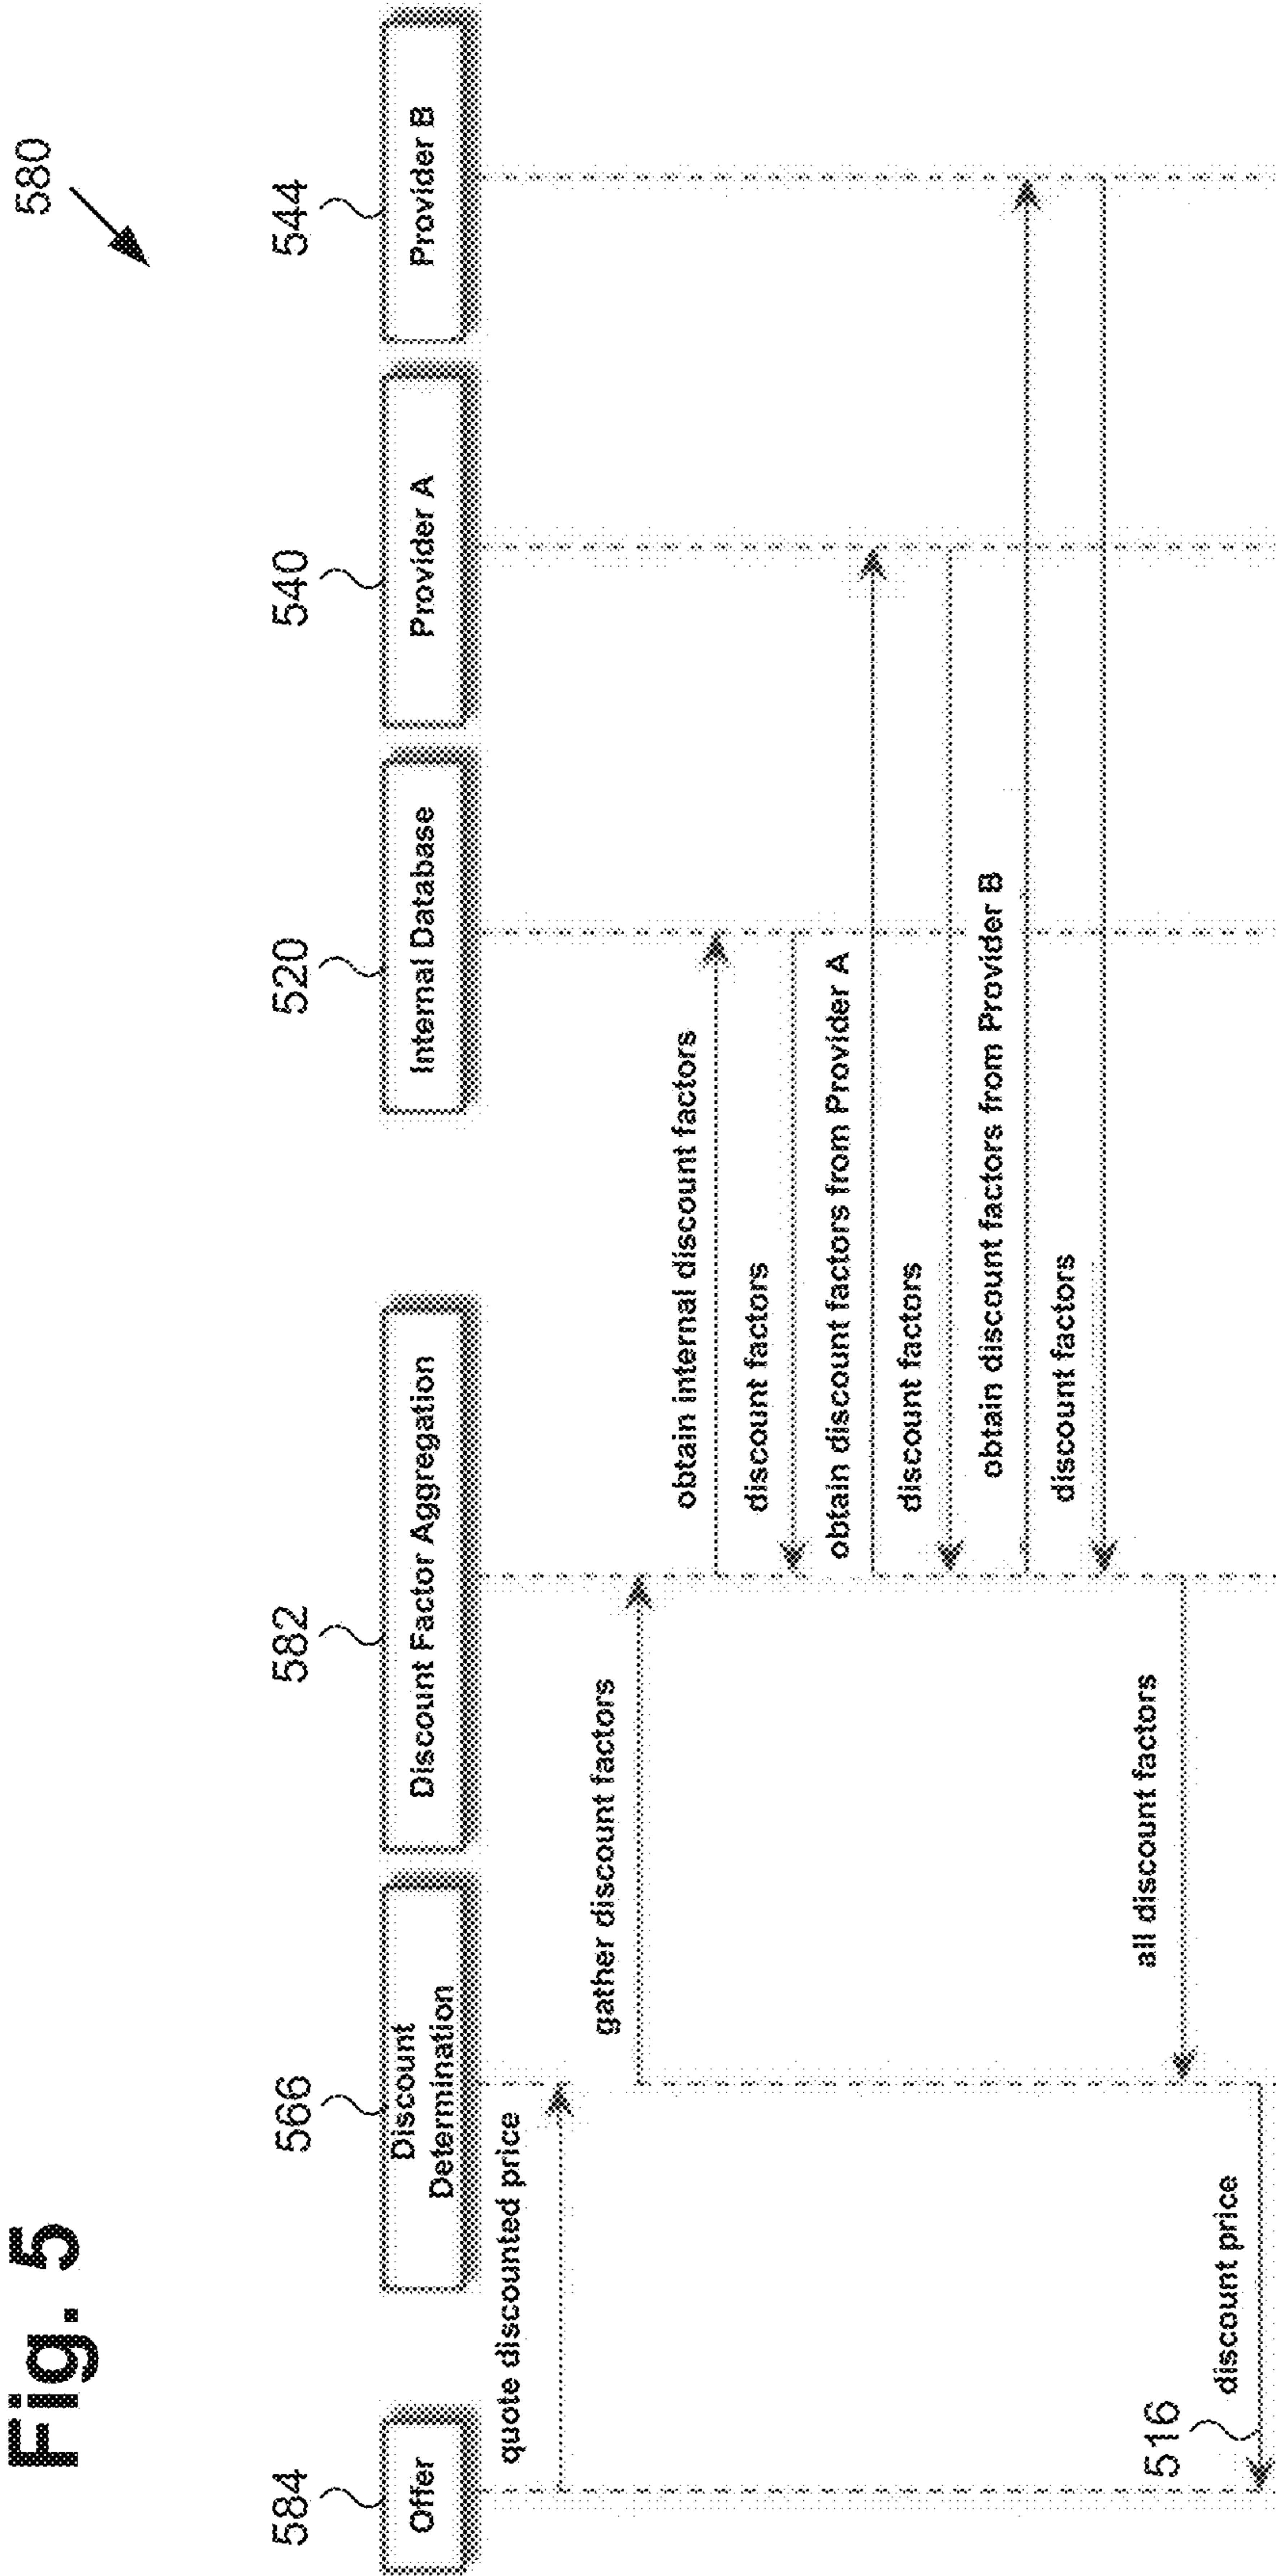 Fig. 5
580
584
566
582
520
540
544
Offer
Discount
Determination
Discount Factor Aggregation
Internal Database
Provider A
Provider B
quote discounted price
gather discount factors
obtain internal discount factors
discount factors
obtain discount factors from Provider A
discount factors
obtain discount factors from Provider B
discount factors
all discount factors
516
discount price